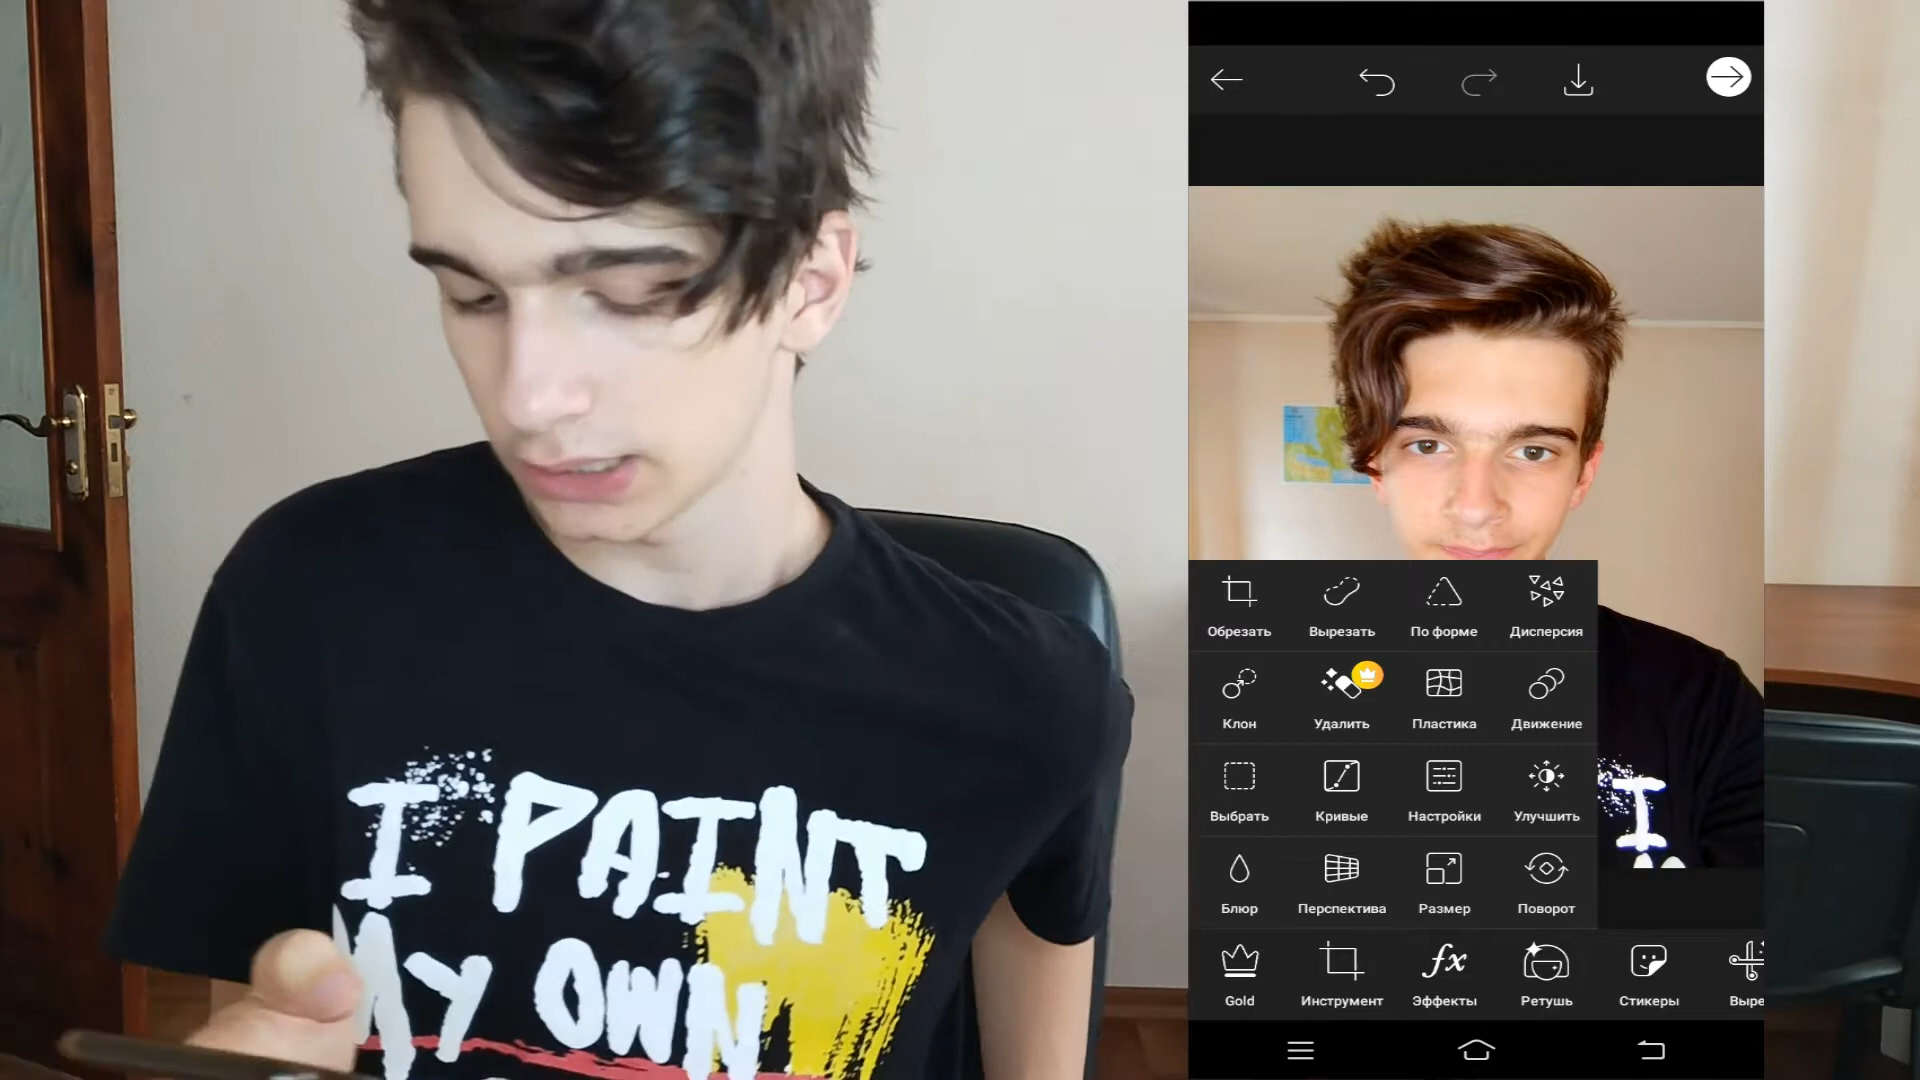 I PAINT
MY OWN
Обрезать Вырезать По форме Дисперсия
Клон Удалить Пластика Движение
Выбрать Кривые Настройки Улучшить
Блюр Перспектива Размер Поворот
Gold Инструмент Эффекты Ретушь Стикеры Выре
fx
I